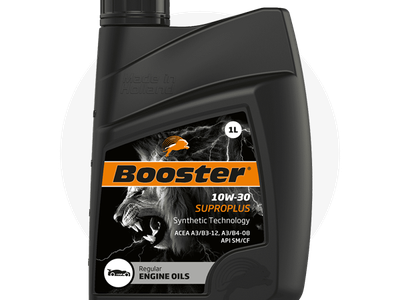 1L
Booster®
10W-30
SUPROPLUS
Synthetic Technology
ACEA A3/B3-12, A3/B4-08
API SM/CF
Regular
ENGINE OILS